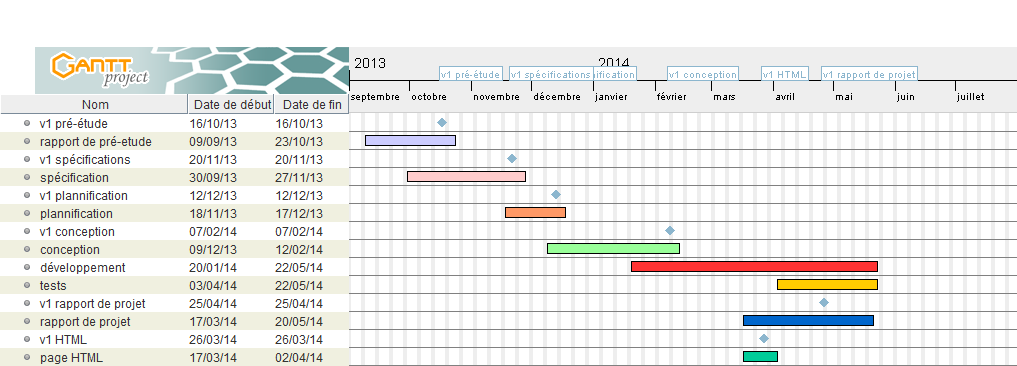 GANTT project
2013 2014
v1 pré-étude v1 spécifications ification v1 conception v1 HTML v1 rapport de projet
septembre octobre novembre décembre janvier février mars avril mai juin juillet
Nom Date de début Date de fin
v1 pré-étude 16/10/13 16/10/13
rapport de pré-etude 09/09/13 23/10/13
v1 spécifications 20/11/13 20/11/13
spécification 30/09/13 27/11/13
v1 plannification 12/12/13 12/12/13
plannification 18/11/13 17/12/13
v1 conception 07/02/14 07/02/14
conception 09/12/13 12/02/14
développement 20/01/14 22/05/14
tests 03/04/14 22/05/14
v1 rapport de projet 25/04/14 25/04/14
rapport de projet 17/03/14 20/05/14
v1 HTML 26/03/14 26/03/14
page HTML 17/03/14 02/04/14